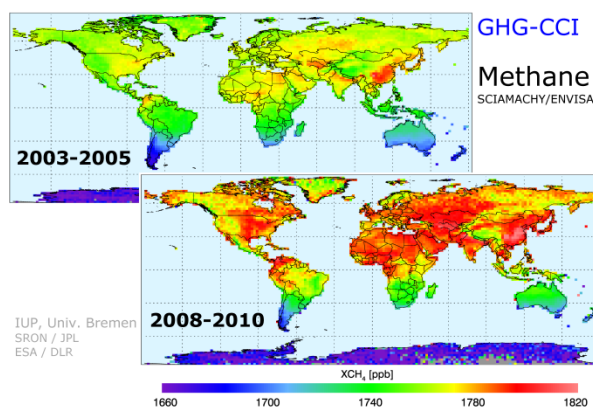 GHG-CCI
Methane
SCIAMACHY/ENVISA
2003-2005
2008-2010
IUP, Univ. Bremen
SRON / JPL
ESA / DLR
XCH₄ [ppb]
1660 1700 1740 1780 1820